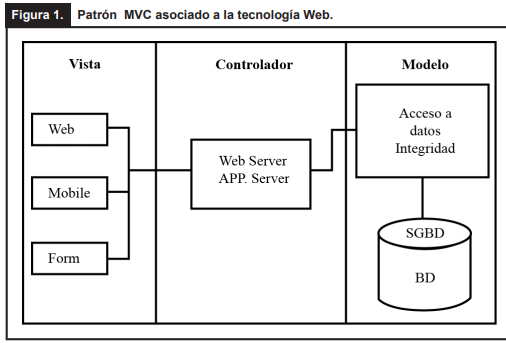 Figura 1. Patrón MVC asociado a la tecnología Web.
Vista
Controlador
Modelo
Web
Mobile
Form
Web Server
APP. Server
Acceso a
datos
Integridad
SGBD
BD